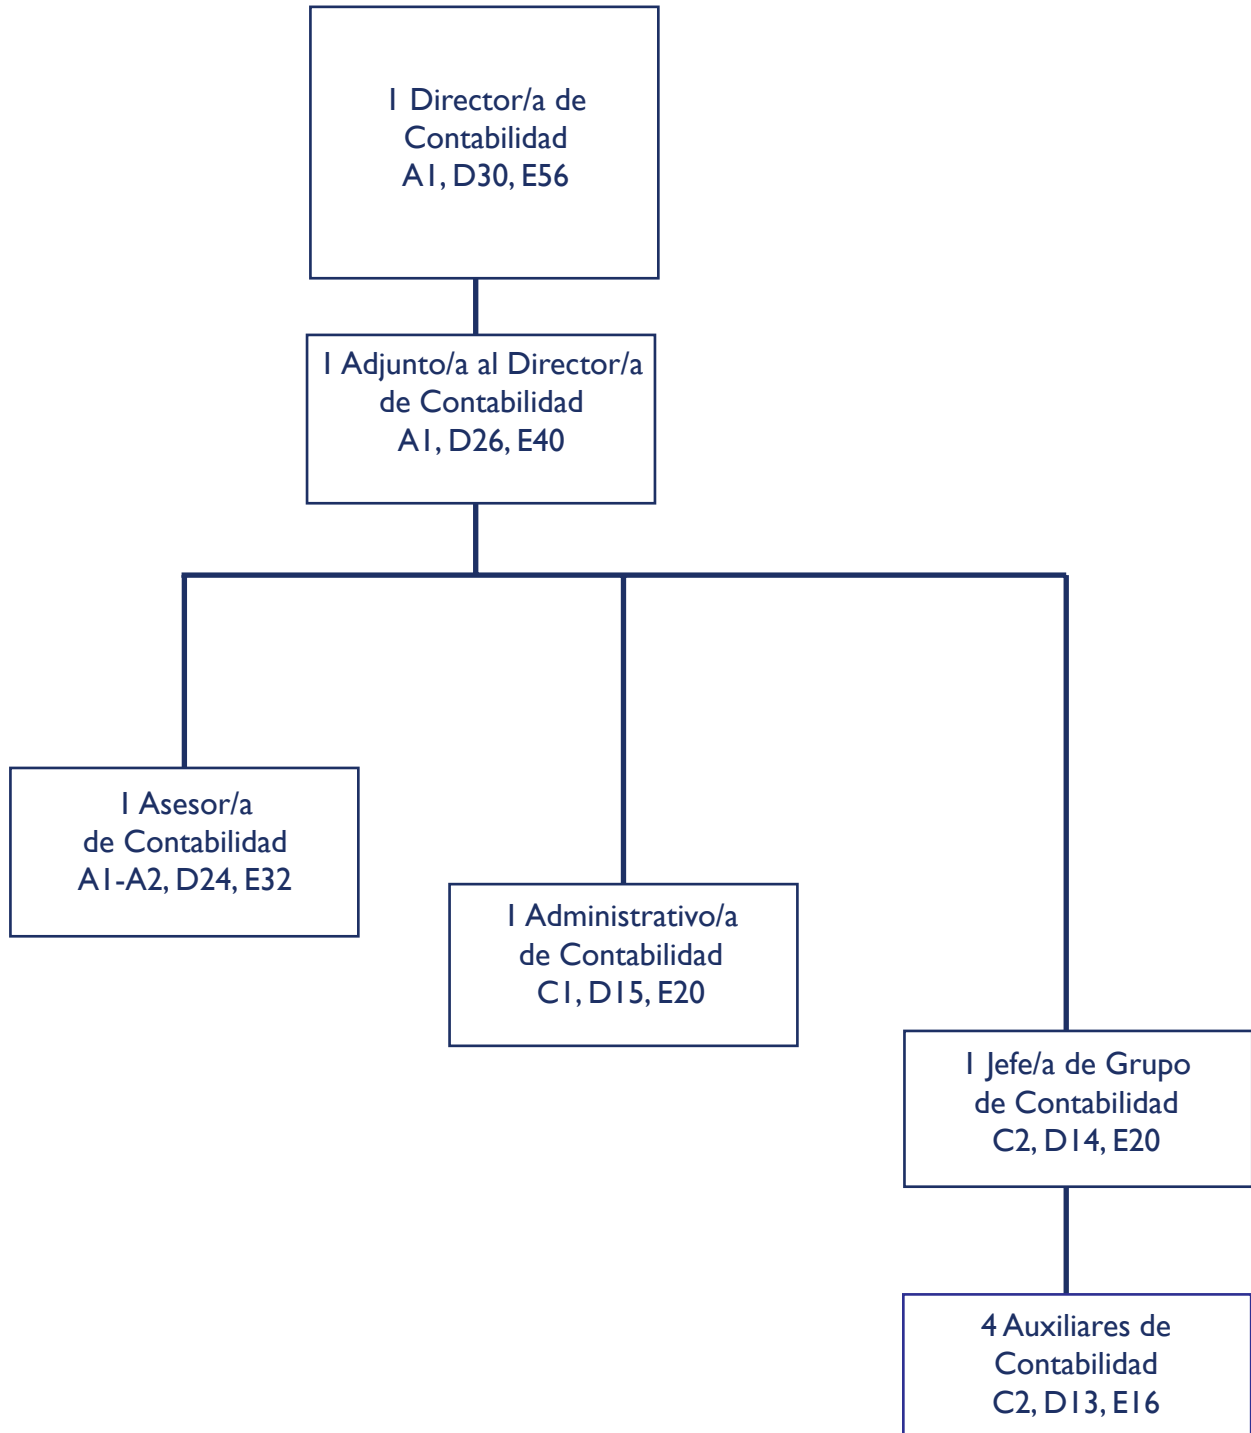 1 Director/a de
Contabilidad
A1, D30, E56
1 Adjunto/a al Director/a
de Contabilidad
A1, D26, E40
1 Asesor/a
de Contabilidad
A1-A2, D24, E32
1 Administrativo/a
de Contabilidad
C1, D15, E20
1 Jefe/a de Grupo
de Contabilidad
C2, D14, E20
4 Auxiliares de
Contabilidad
C2, D13, E16